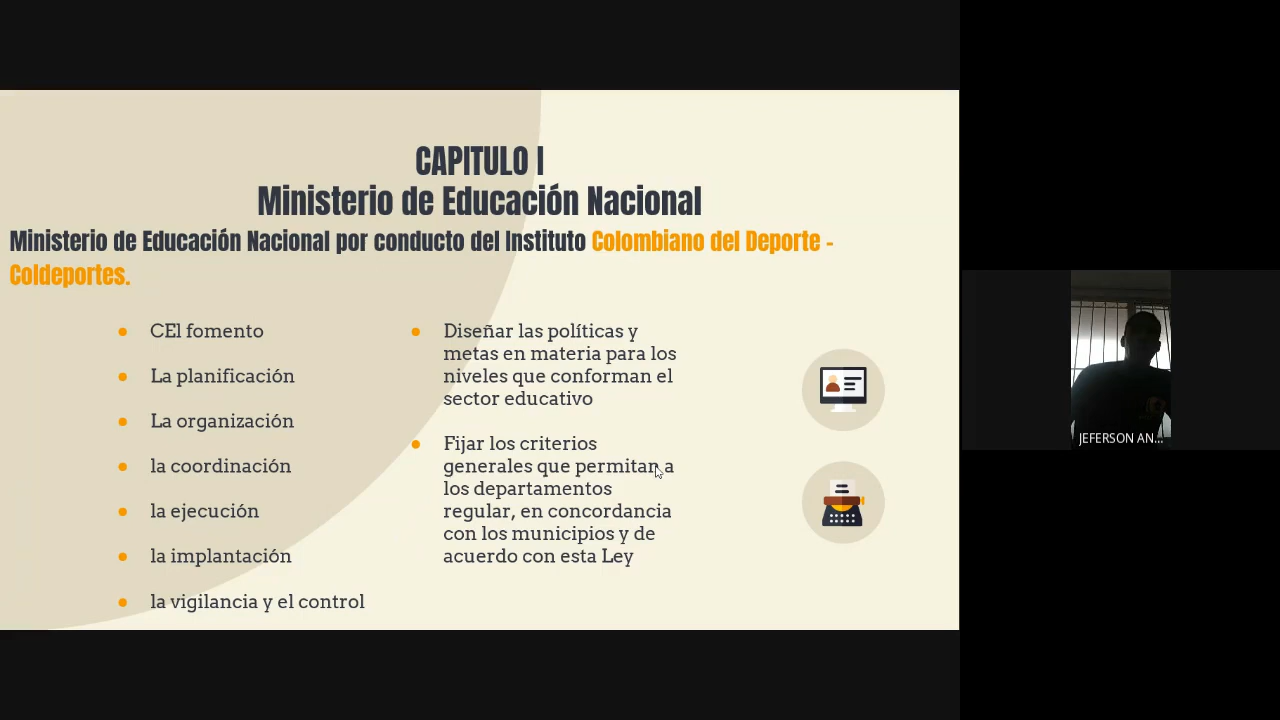 CAPITULO I
Ministerio de Educación Nacional
Ministerio de Educación Nacional por conducto del Instituto Colombiano del Deporte -
Coldeportes.
CEl fomento
La planificación
La organización
la coordinación
la ejecución
la implantación
la vigilancia y el control
Diseñar las políticas y
metas en materia para los
niveles que conforman el
sector educativo
Fijar los criterios
generales que permitan a
los departamentos
regular, en concordancia
con los municipios y de
acuerdo con esta Ley
JEFERSON AN...